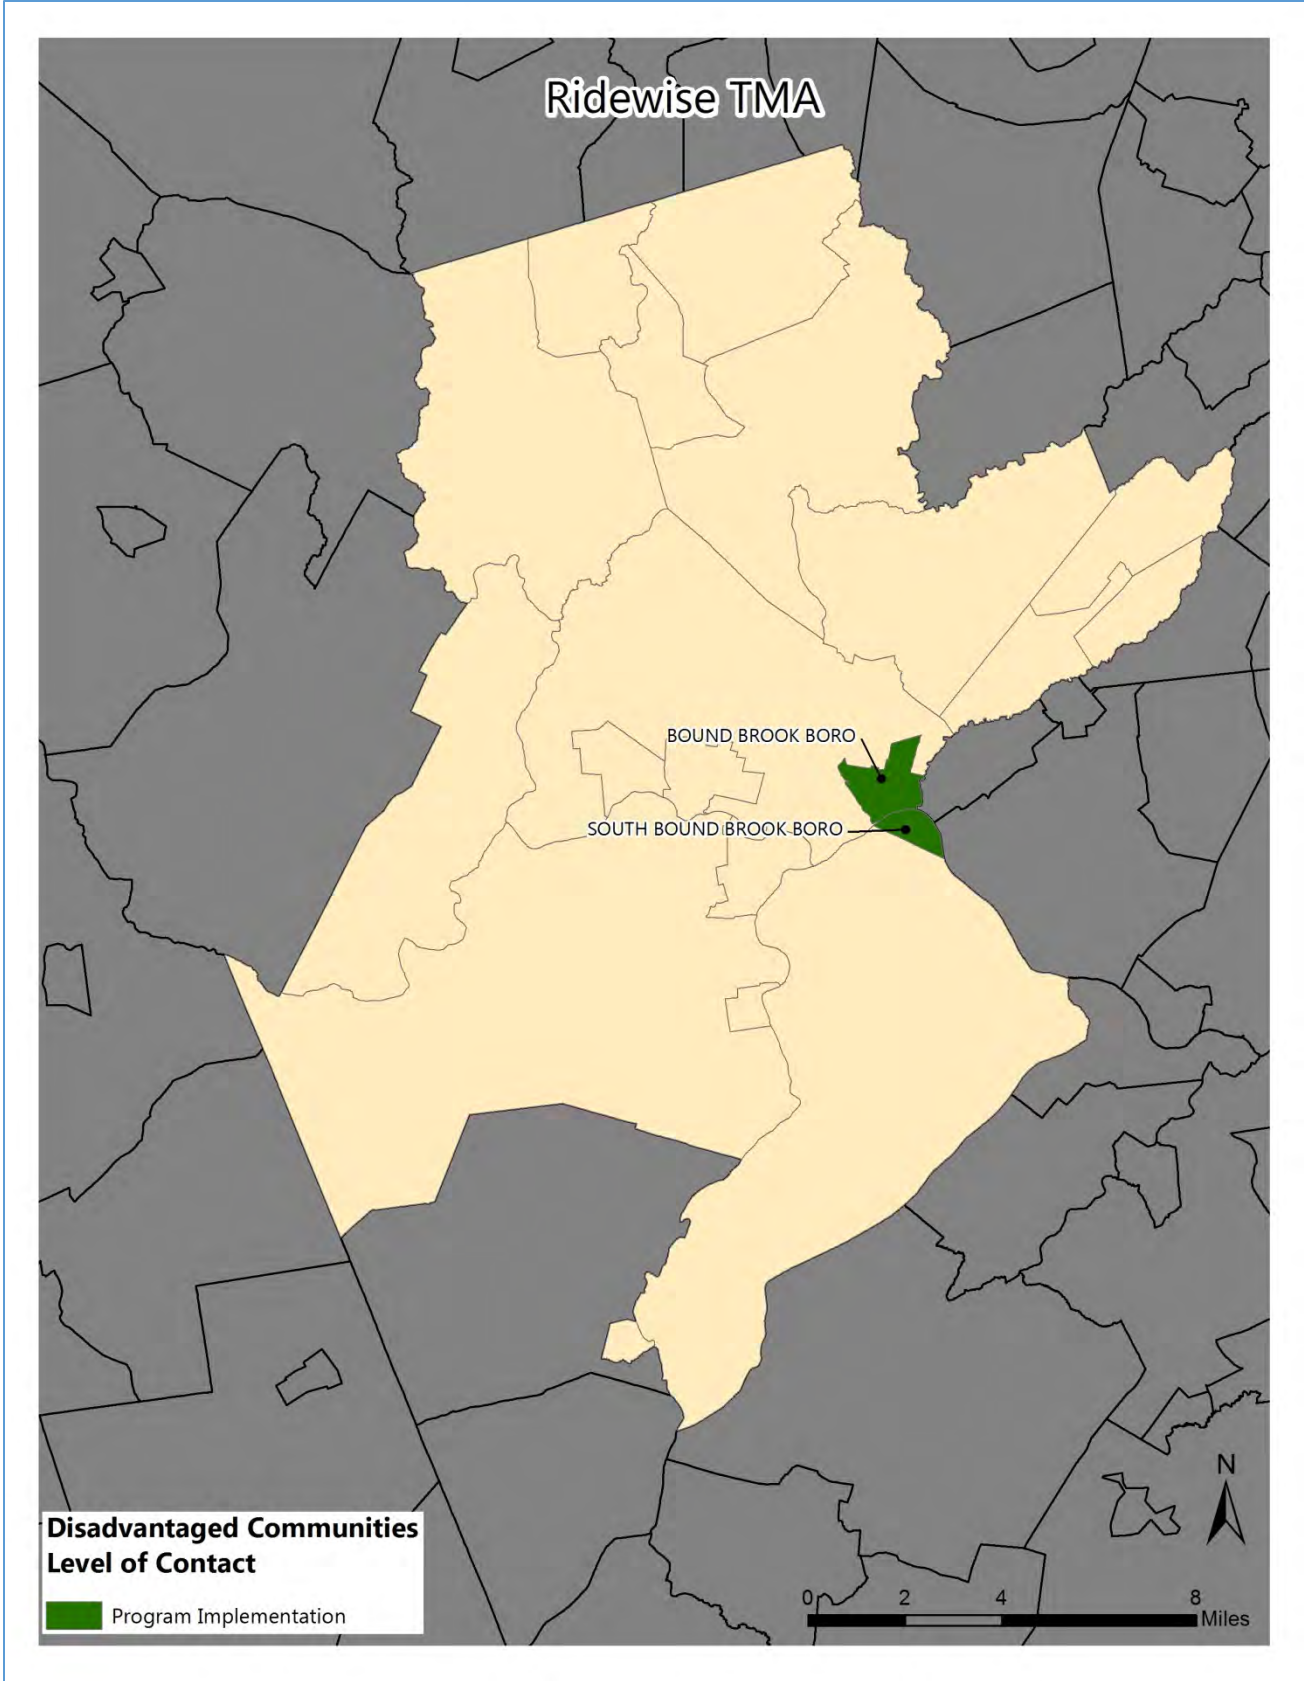 Ridewise TMA
BOUND BROOK BORO
SOUTH BOUND BROOK BORO
N
Disadvantaged Communities
Level of Contact
Program Implementation
0 2 4 8
Miles